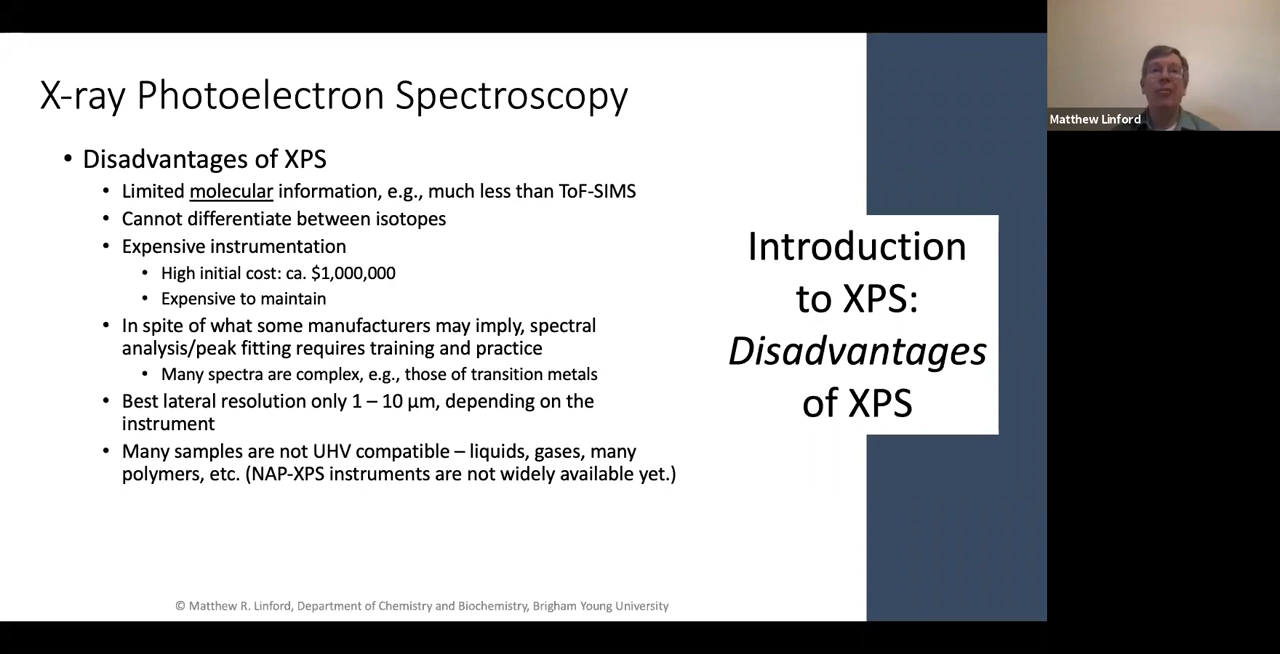 X-ray Photoelectron Spectroscopy
• Disadvantages of XPS
• Limited molecular information, e.g., much less than ToF-SIMS
• Cannot differentiate between isotopes
• Expensive instrumentation
• High initial cost: ca. $1,000,000
• Expensive to maintain
• In spite of what some manufacturers may imply, spectral
analysis/peak fitting requires training and practice
• Many spectra are complex, e.g., those of transition metals
• Best lateral resolution only 1 – 10 μm, depending on the
instrument
• Many samples are not UHV compatible – liquids, gases, many
polymers, etc. (NAP-XPS instruments are not widely available yet.)
© Matthew R. Linford, Department of Chemistry and Biochemistry, Brigham Young University
Introduction
to XPS:
Disadvantages
of XPS
Matthew Linford